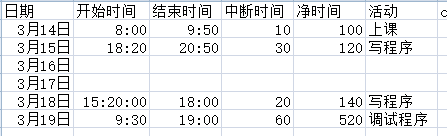 日期 开始时间 结束时间 中断时间 净时间 活动 c
3月14日 8:00 9:50 10 100 上课
3月15日 18:20 20:50 30 120 写程序
3月16日
3月17日
3月18日 15:20:00 18:00 20 140 写程序
3月19日 9:30 19:00 60 520 调试程序